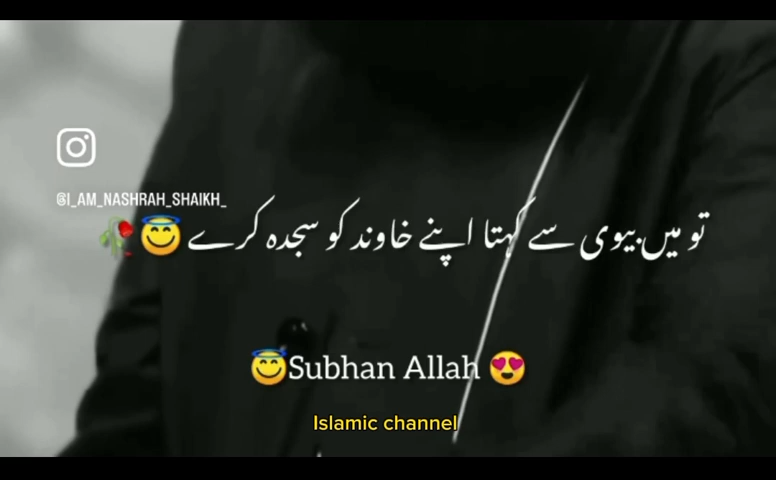 @I_AM_NASHRAH_SHAIKH_
تو میں بیوی سے کہتا اپنے خاوند کو سجدہ کرے 😇🥀
😇Subhan Allah 😍
Islamic channel